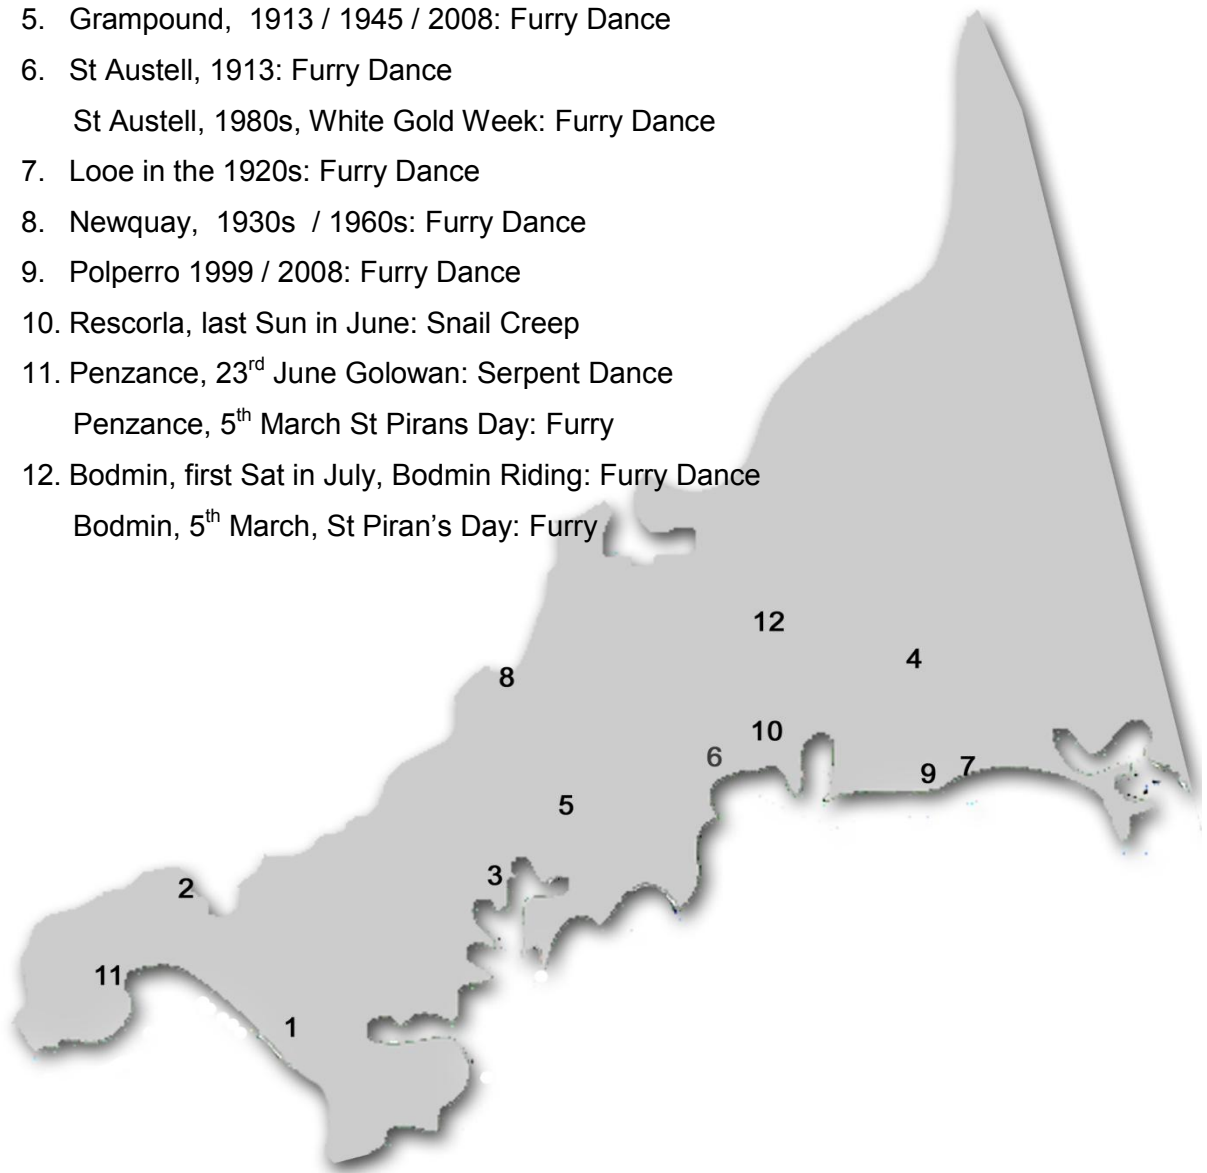 5. Grampound, 1913 / 1945 / 2008: Furry Dance
6. St Austell, 1913: Furry Dance
St Austell, 1980s, White Gold Week: Furry Dance
7. Looe in the 1920s: Furry Dance
8. Newquay, 1930s / 1960s: Furry Dance
9. Polperro 1999 / 2008: Furry Dance
10. Rescorla, last Sun in June: Snail Creep
11. Penzance, 23rd June Golowan: Serpent Dance
Penzance, 5th March St Pirans Day: Furry
12. Bodmin, first Sat in July, Bodmin Riding: Furry Dance
Bodmin, 5th March, St Piran’s Day: Furry
12
4
8
10
6
9
7
5
3
2
11
1